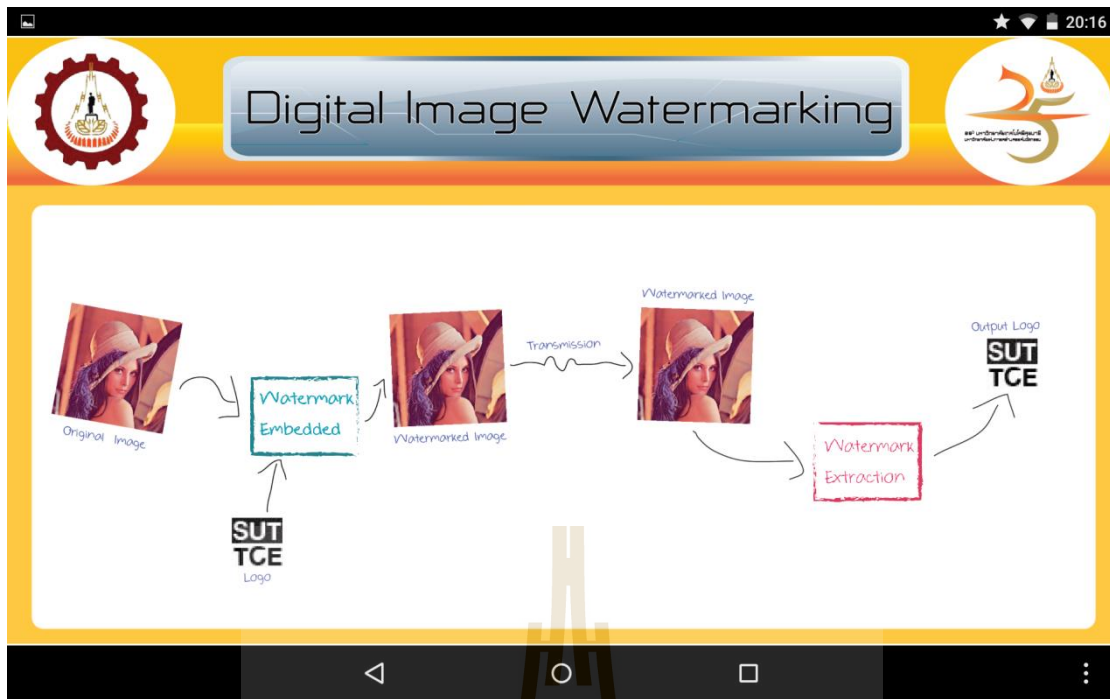 20:16
Digital Image Watermarking
Original Image
Watermark
Embedded
SUT
TCE
Logo
Watermarked Image
Transmission
Watermarked Image
Watermark
Extraction
Output Logo
SUT
TCE